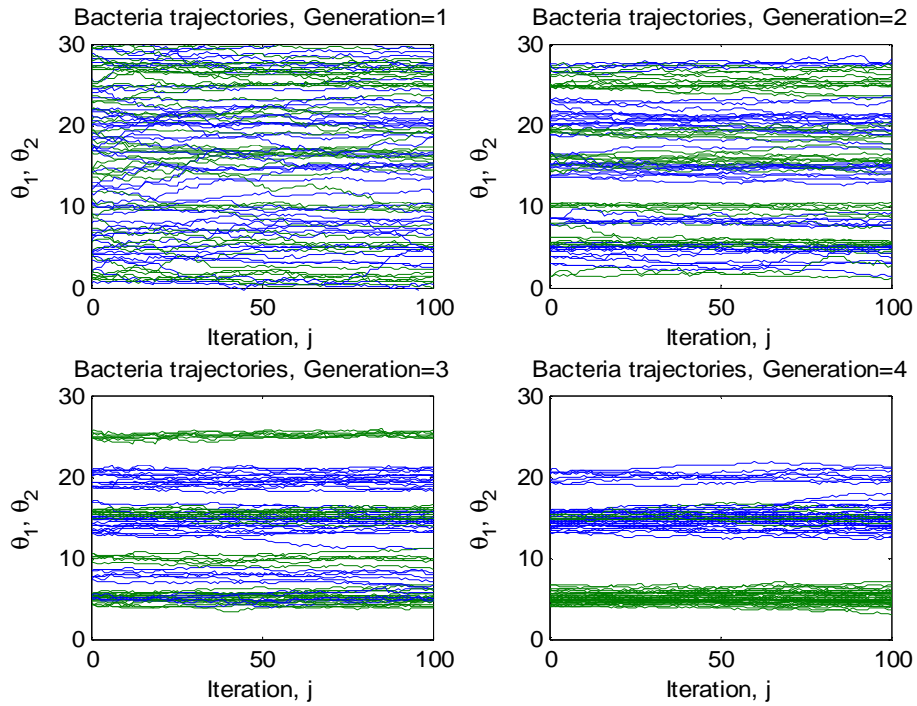 Bacteria trajectories, Generation=1
30
20
10
0
θ₁, θ₂
0 50 100
Iteration, j
Bacteria trajectories, Generation=2
30
20
10
0
θ₁, θ₂
0 50 100
Iteration, j
Bacteria trajectories, Generation=3
30
20
10
0
θ₁, θ₂
0 50 100
Iteration, j
Bacteria trajectories, Generation=4
30
20
10
0
θ₁, θ₂
0 50 100
Iteration, j